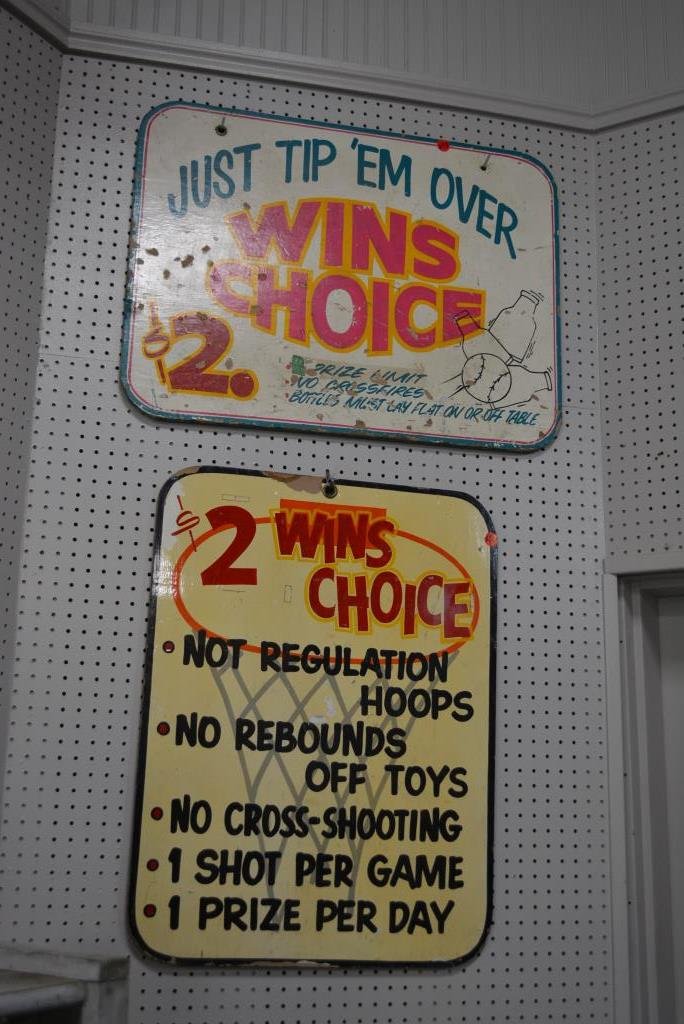 JUST TIP 'EM OVER
WINS
CHOICE
$2.
PRIZE LIMIT
NO CROSSFIRES
BOTTLES MUST LAY FLAT ON OR OFF TABLE
$2 WINS
CHOICE
• NOT REGULATION
HOOPS
• NO REBOUNDS
OFF TOYS
• NO CROSS-SHOOTING
• 1 SHOT PER GAME
• 1 PRIZE PER DAY